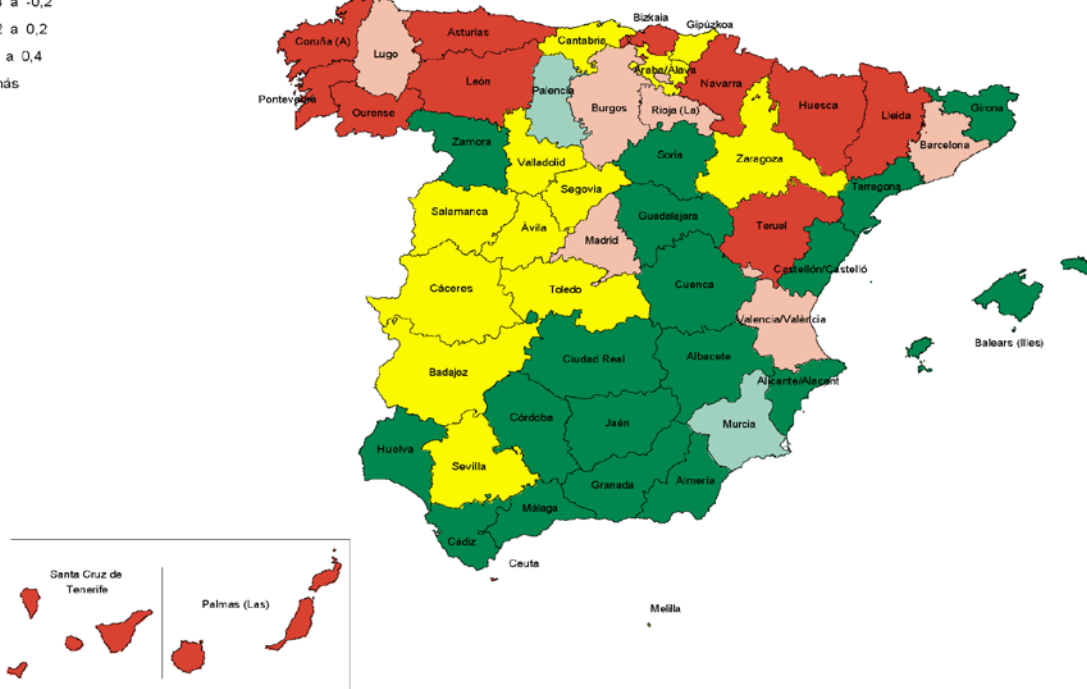 a -0,2
a 0,2
a 0,4
Bizkaia
Gipúzkoa
Asturias
Coruña (A)
Cantabria
Lugo
León
Araba/Álava
Navarra
Palencia
Pontevedra
Huesca
Girona
Burgos
Rioja (La)
Ourense
Lleida
Zamora
Barcelona
Soria
Zaragoza
Valladolid
Tarragona
Segovia
Salamanca
Guadalajara
Ávila
Teruel
Madrid
Castellón/Castelló
Cuenca
Cáceres
Toledo
Valencia/València
Balears (Illes)
Ciudad Real
Albacete
Badajoz
Alicante/Alacant
Córdoba
Jaén
Murcia
Huelva
Sevilla
Almería
Granada
Málaga
Cádiz
Ceuta
Santa Cruz de
Tenerife
Palmas (Las)
Melilla